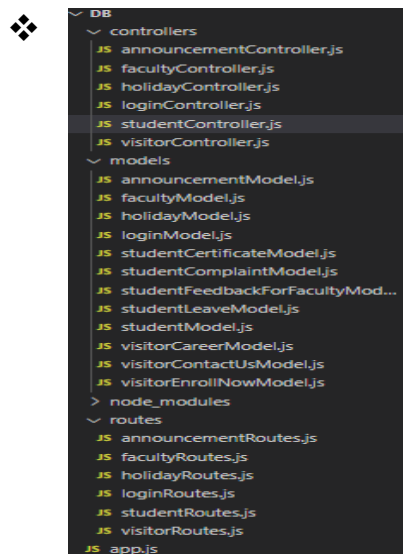 DB
controllers
JS announcementController.js
JS facultyController.js
JS holidayController.js
JS loginController.js
JS studentController.js
JS visitorController.js
models
JS announcementModel.js
JS facultyModel.js
JS holidayModel.js
JS loginModel.js
JS studentCertificateModel.js
JS studentComplaintModel.js
JS studentFeedbackForFacultyMod...
JS studentLeaveModel.js
JS studentModel.js
JS visitorCareerModel.js
JS visitorContactUsModel.js
JS visitorEnrollNowModel.js
node_modules
routes
JS announcementRoutes.js
JS facultyRoutes.js
JS holidayRoutes.js
JS loginRoutes.js
JS studentRoutes.js
JS visitorRoutes.js
JS app.js